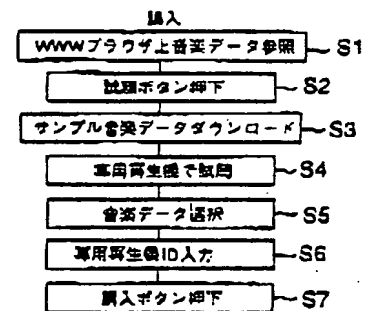 購入
WWWブラウザ上音楽データ参照 S1
試聴ボタン押下 S2
サンプル音楽データダウンロード S3
専用再生機で試聴 S4
音楽データ選択 S5
専用再生機ID入力 S6
購入ボタン押下 S7